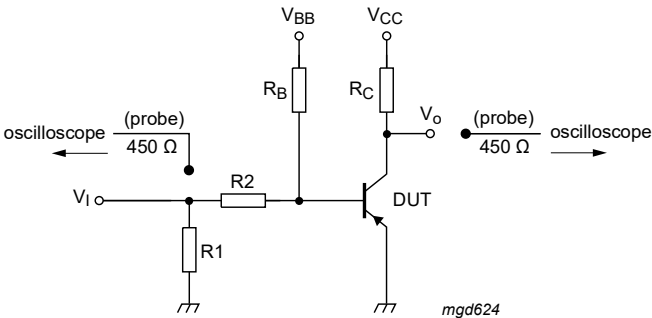 VBB
VCC
RB
RC
(probe)
oscilloscope
450 Ω
Vo
(probe)
oscilloscope
450 Ω
R2
VI
DUT
R1
mgd624